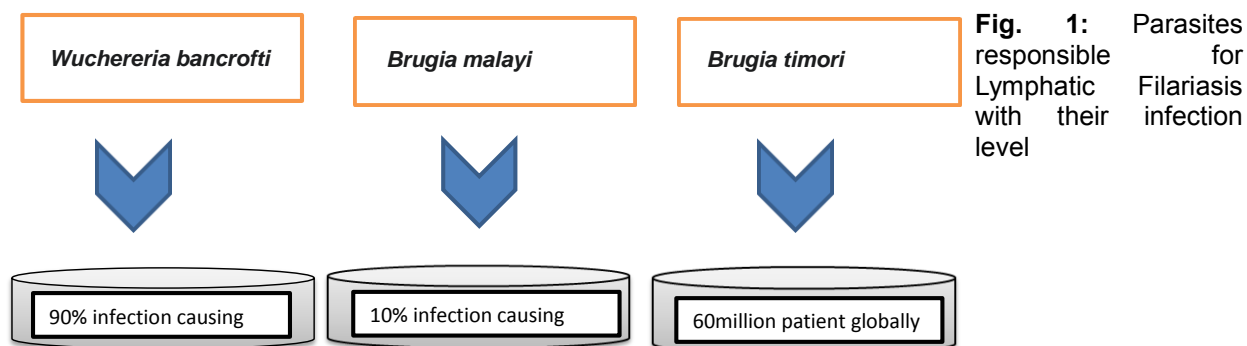 Wuchereria bancrofti
Brugia malayi
Brugia timori
Fig. 1: Parasites
responsible for
Lymphatic Filariasis
with their infection
level
90% infection causing
10% infection causing
60million patient globally